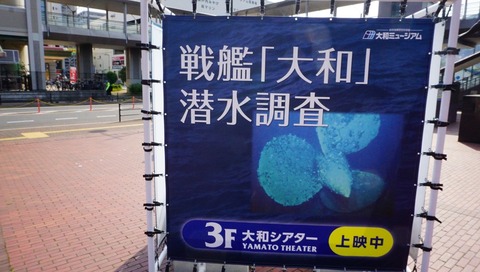 大和ミュージアム
戦艦「大和」
潜水調査
3F 大和シアター 上映中
YAMATO THEATER